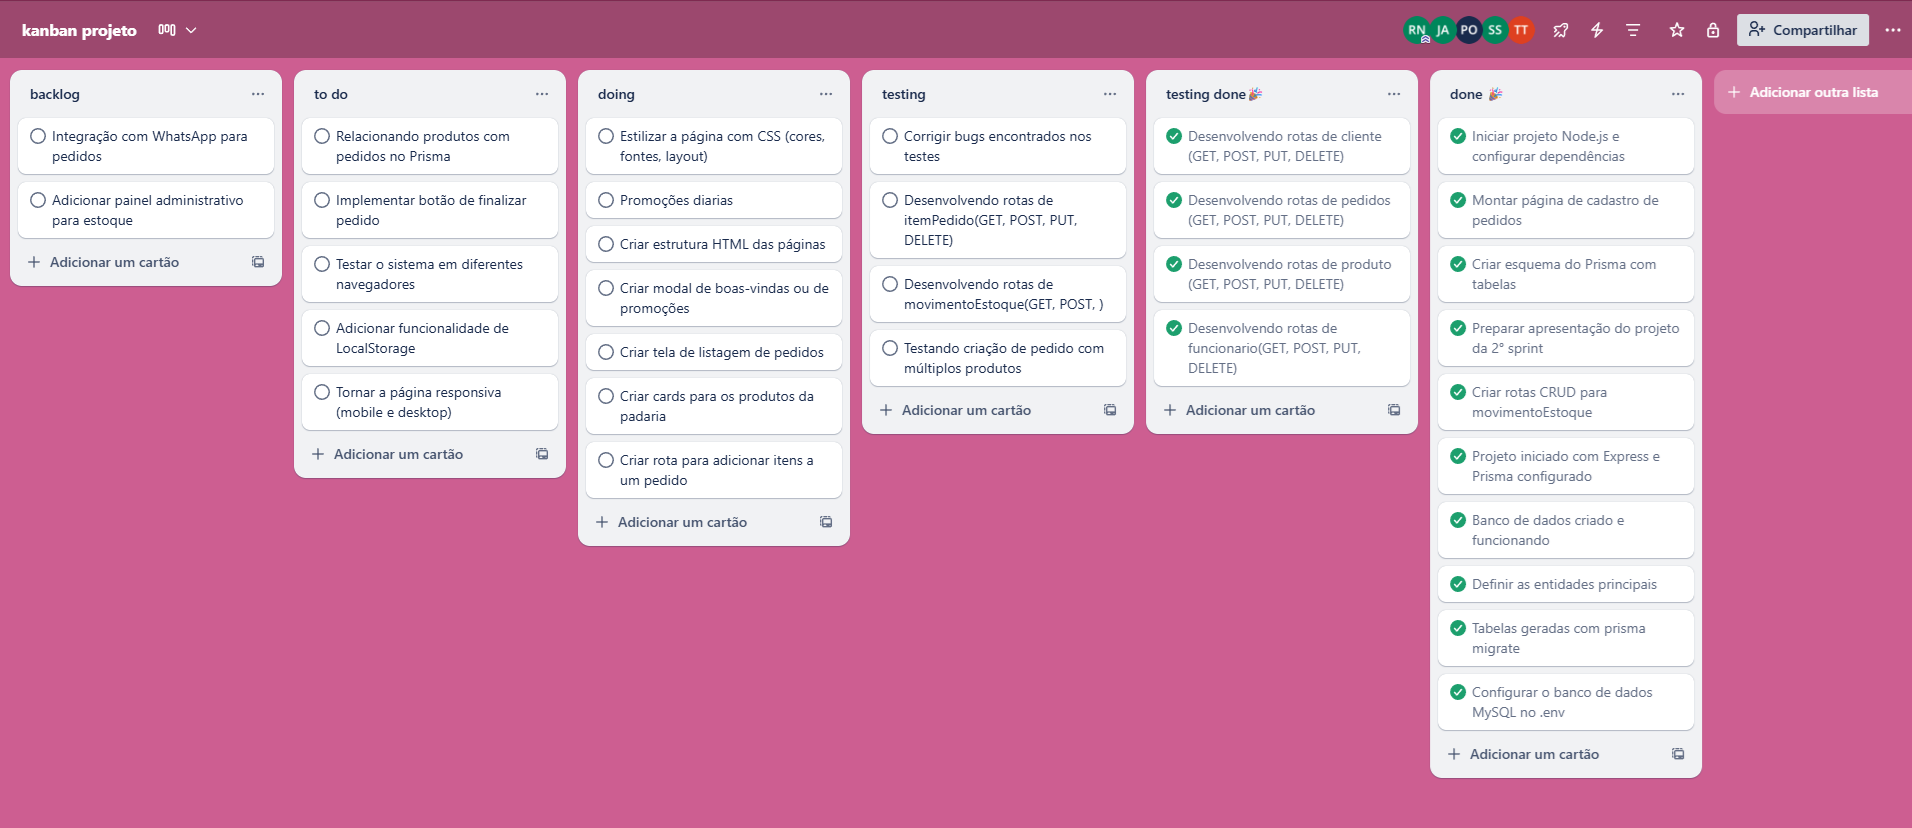 kanban projeto
RN JA PO SS TT
Compartilhar
backlog
Integração com WhatsApp para
pedidos
Adicionar painel administrativo
para estoque
Adicionar um cartão
to do
Relacionando produtos com
pedidos no Prisma
Implementar botão de finalizar
pedido
Testar o sistema em diferentes
navegadores
Adicionar funcionalidade de
LocalStorage
Tornar a página responsiva
(mobile e desktop)
Adicionar um cartão
doing
Estilizar a página com CSS (cores,
fontes, layout)
Promoções diarias
Criar estrutura HTML das páginas
Criar modal de boas-vindas ou de
promoções
Criar tela de listagem de pedidos
Criar cards para os produtos da
padaria
Criar rota para adicionar itens a
um pedido
Adicionar um cartão
testing
Corrigir bugs encontrados nos
testes
Desenvolvendo rotas de
itemPedido(GET, POST, PUT,
DELETE)
Desenvolvendo rotas de
movimentoEstoque(GET, POST, )
Testando criação de pedido com
múltiplos produtos
Adicionar um cartão
testing done🎉
Desenvolvendo rotas de cliente
(GET, POST, PUT, DELETE)
Desenvolvendo rotas de pedidos
(GET, POST, PUT, DELETE)
Desenvolvendo rotas de produto
(GET, POST, PUT, DELETE)
Desenvolvendo rotas de
funcionario(GET, POST, PUT,
DELETE)
Adicionar um cartão
done 🎉
Iniciar projeto Node.js e
configurar dependências
Montar página de cadastro de
pedidos
Criar esquema do Prisma com
tabelas
Preparar apresentação do projeto
da 2° sprint
Criar rotas CRUD para
movimentoEstoque
Projeto iniciado com Express e
Prisma configurado
Banco de dados criado e
funcionando
Definir as entidades principais
Tabelas geradas com prisma
migrate
Configurar o banco de dados
MySQL no .env
Adicionar um cartão
Adicionar outra lista